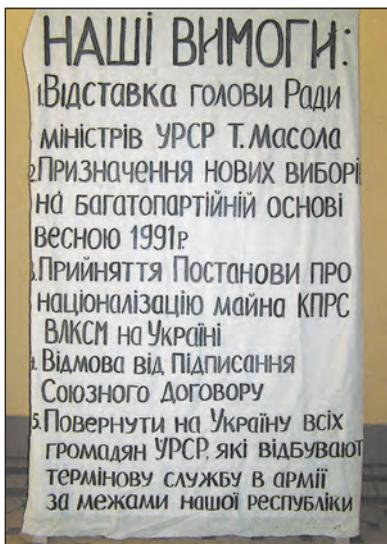 НАШІ ВИМОГИ:
1.ВІДСТАВКА ГОЛОВИ РАДИ
МІНІСТРІВ УРСР Т.МАСОЛА
2.ПРИЗНАЧЕННЯ НОВИХ ВИБОРІ
НА БАГАТОПАРТІЙНІЙ ОСНОВІ
ВЕСНОЮ 1991р.
3.ПРИЙНЯТТЯ ПОСТАНОВИ ПРО
НАЦІОНАЛІЗАЦІЮ МАЙНА КПРС
ВЛКСМ НА УКРАЇНІ
4.ВІДМОВА ВІД ПІДПИСАННЯ
СОЮЗНОГО ДОГОВОРУ
5.ПОВЕРНУТИ НА УКРАЇНУ ВСІХ
ГРОМАДЯН УРСР, ЯКІ ВІДБУВАЮТ
ТЕРМІНОВУ СЛУЖБУ В АРМІЇ
ЗА МЕЖАМИ НАШОЇ РЕСПУБЛІКИ